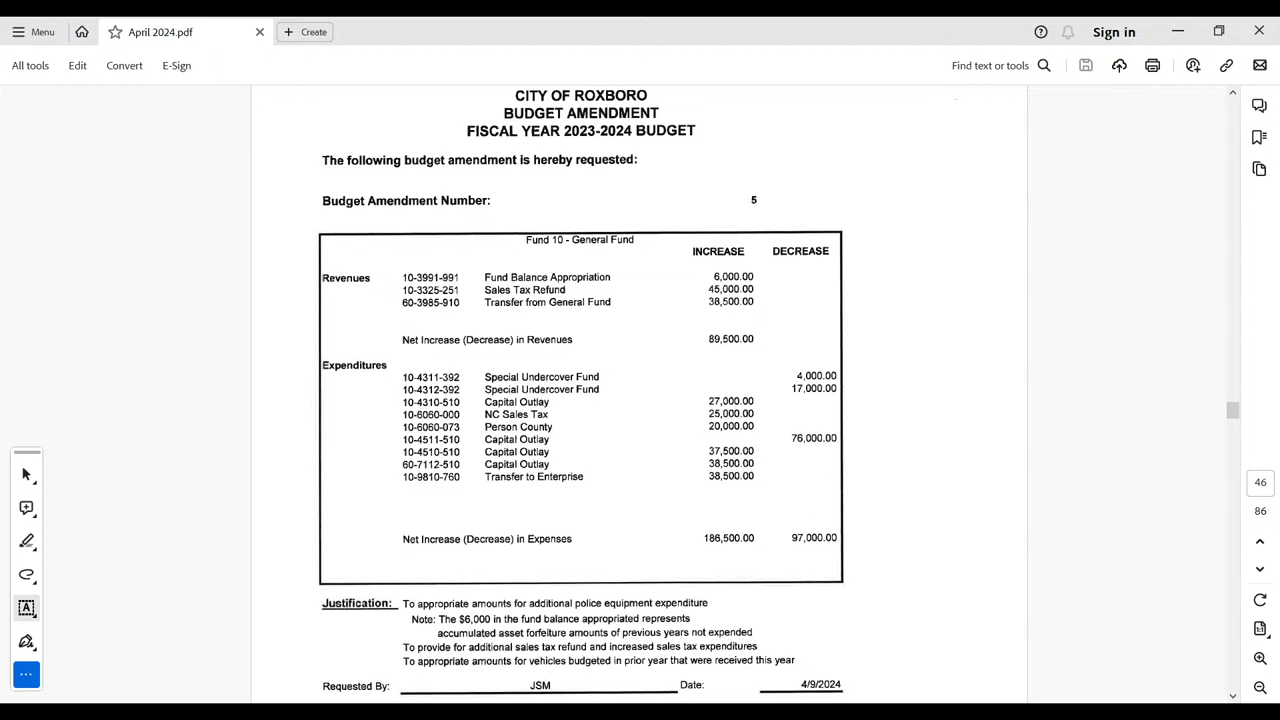 Menu
April 2024.pdf
Create
Sign in
All tools Edit Convert E-Sign
Find text or tools
CITY OF ROXBORO
BUDGET AMENDMENT
FISCAL YEAR 2023-2024 BUDGET
The following budget amendment is hereby requested:
Budget Amendment Number: 5
Fund 10 - General Fund
INCREASE DECREASE
Revenues 10-3991-991 Fund Balance Appropriation 6,000.00
10-3325-251 Sales Tax Refund 45,000.00
60-3985-910 Transfer from General Fund 38,500.00
Net Increase (Decrease) in Revenues 89,500.00
Expenditures
10-4311-392 Special Undercover Fund 4,000.00
10-4312-392 Special Undercover Fund 17,000.00
10-4310-510 Capital Outlay 27,000.00
10-6060-000 NC Sales Tax 25,000.00
10-6060-073 Person County 20,000.00
10-4511-510 Capital Outlay 76,000.00
10-4510-510 Capital Outlay 37,500.00
60-7112-510 Capital Outlay 38,500.00
10-9810-760 Transfer to Enterprise 38,500.00
Net Increase (Decrease) in Expenses 186,500.00 97,000.00
Justification: To appropriate amounts for additional police equipment expenditure
Note: The $6,000 in the fund balance appropriated represents
accumulated asset forfeiture amounts of previous years not expended
To provide for additional sales tax refund and increased sales tax expenditures
To appropriate amounts for vehicles budgeted in prior year that were received this year
Requested By: JSM Date: 4/9/2024
46
86